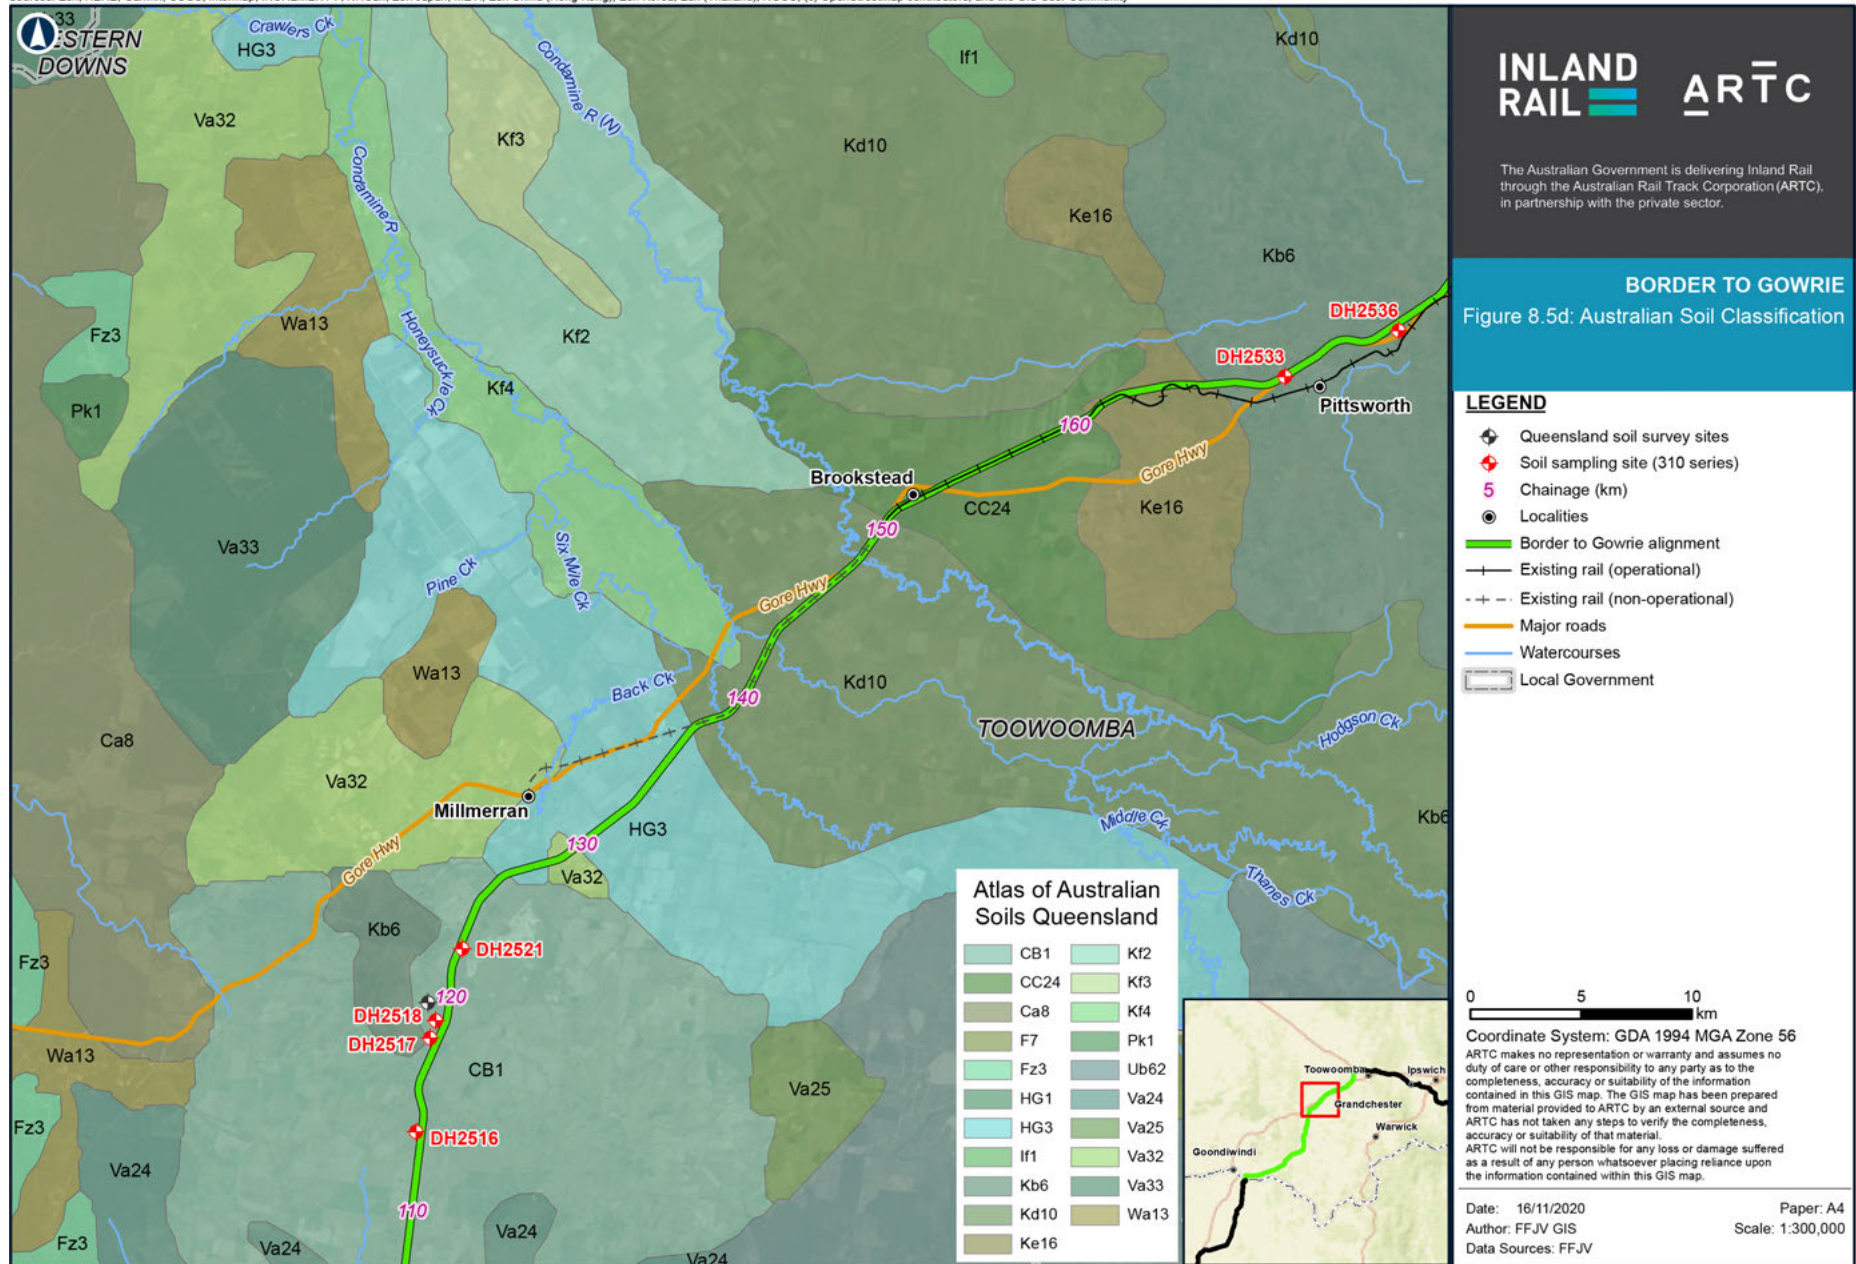 WESTERN
DOWNS
Crawlers Ck
HG3
Va32
Kf3
Condamine R (N)
If1
Kd10
Kd10
Ke16
Kb6
Condamine R
Wa13
Fz3
Kf2
Honeysuckle Ck
Kf4
Pk1
DH2536
DH2533
Pittsworth
160
Gore Hwy
Brookstead
CC24
Ke16
150
Va33
Pine Ck
Six Mile Ck
Gore Hwy
Wa13
Back Ck
140
Kd10
TOOWOOMBA
Hodgson Ck
Ca8
Va32
Millmerran
HG3
Middle Ck
Kb6
130
Va32
Gore Hwy
Thanes Ck
Kb6
DH2521
Fz3
120
DH2518
DH2517
Wa13
CB1
Va25
Fz3
DH2516
Va24
110
Va24
Fz3
Va24
Va24
Atlas of Australian
Soils Queensland
CB1
CC24
Ca8
F7
Fz3
HG1
HG3
If1
Kb6
Kd10
Ke16
Kf2
Kf3
Kf4
Pk1
Ub62
Va24
Va25
Va32
Va33
Wa13
Toowoomba
Ipswich
Grandchester
Warwick
Goondiwindi
INLAND
RAIL
ARTC
The Australian Government is delivering Inland Rail
through the Australian Rail Track Corporation (ARTC),
in partnership with the private sector.
BORDER TO GOWRIE
Figure 8.5d: Australian Soil Classification
LEGEND
Queensland soil survey sites
Soil sampling site (310 series)
5 Chainage (km)
Localities
Border to Gowrie alignment
Existing rail (operational)
Existing rail (non-operational)
Major roads
Watercourses
Local Government
0 5 10
km
Coordinate System: GDA 1994 MGA Zone 56
ARTC makes no representation or warranty and assumes no
duty of care or other responsibility to any party as to the
completeness, accuracy or suitability of the information
contained in this GIS map. The GIS map has been prepared
from material provided to ARTC by an external source and
ARTC has not taken any steps to verify the completeness,
accuracy or suitability of that material.
ARTC will not be responsible for any loss or damage suffered
as a result of any person whatsoever placing reliance upon
the information contained within this GIS map.
Date: 16/11/2020
Paper: A4
Author: FFJV GIS
Scale: 1:300,000
Data Sources: FFJV